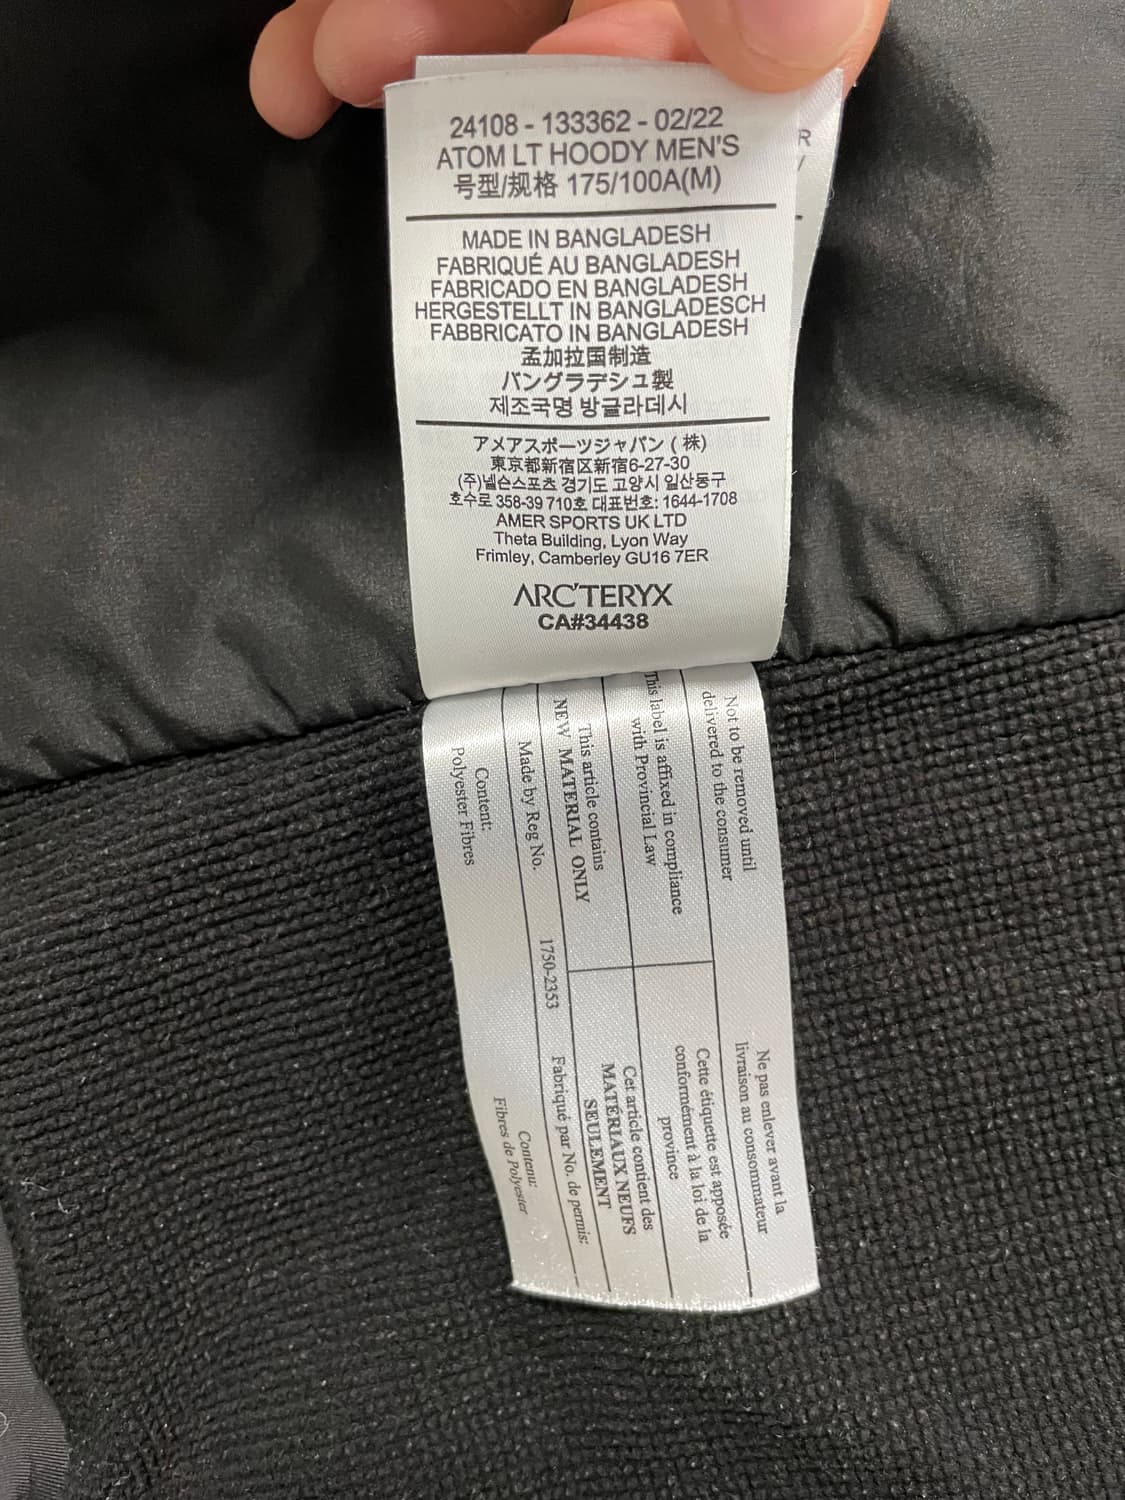 24108 - 133362 - 02/22
ATOM LT HOODY MEN'S
号型/规格 175/100A(M)
MADE IN BANGLADESH
FABRIQUÉ AU BANGLADESH
FABRICADO EN BANGLADESH
HERGESTELLT IN BANGLADESCH
FABBRICATO IN BANGLADESH
孟加拉国制造
バングラデシュ製
제조국명 방글라데시
アメアスポーツジャパン ( 株)
東京都新宿区新宿6-27-30
(주)넬슨스포츠 경기도 고양시 일산동구
호수로 358-39 710호 대표번호: 1644-1708
AMER SPORTS UK LTD
Theta Building, Lyon Way
Frimley, Camberley GU16 7ER
ARC'TERYX
CA#34438
R
/
Not to be removed until
delivered to the consumer
Ne pas enlever avant la
livraison au consommateur
This label is affixed in compliance
with Provincial Law
Cette étiquette est apposée
conformément à la loi de la
province
This article contains
NEW MATERIAL ONLY
Cet article contient des
MATÉRIAUX NEUFS
SEULEMENT
Made by Reg No.
1750-2353
Fabriqué par No. de permis:
Content:
Polyester Fibres
Contenu:
Fibres de Polyester